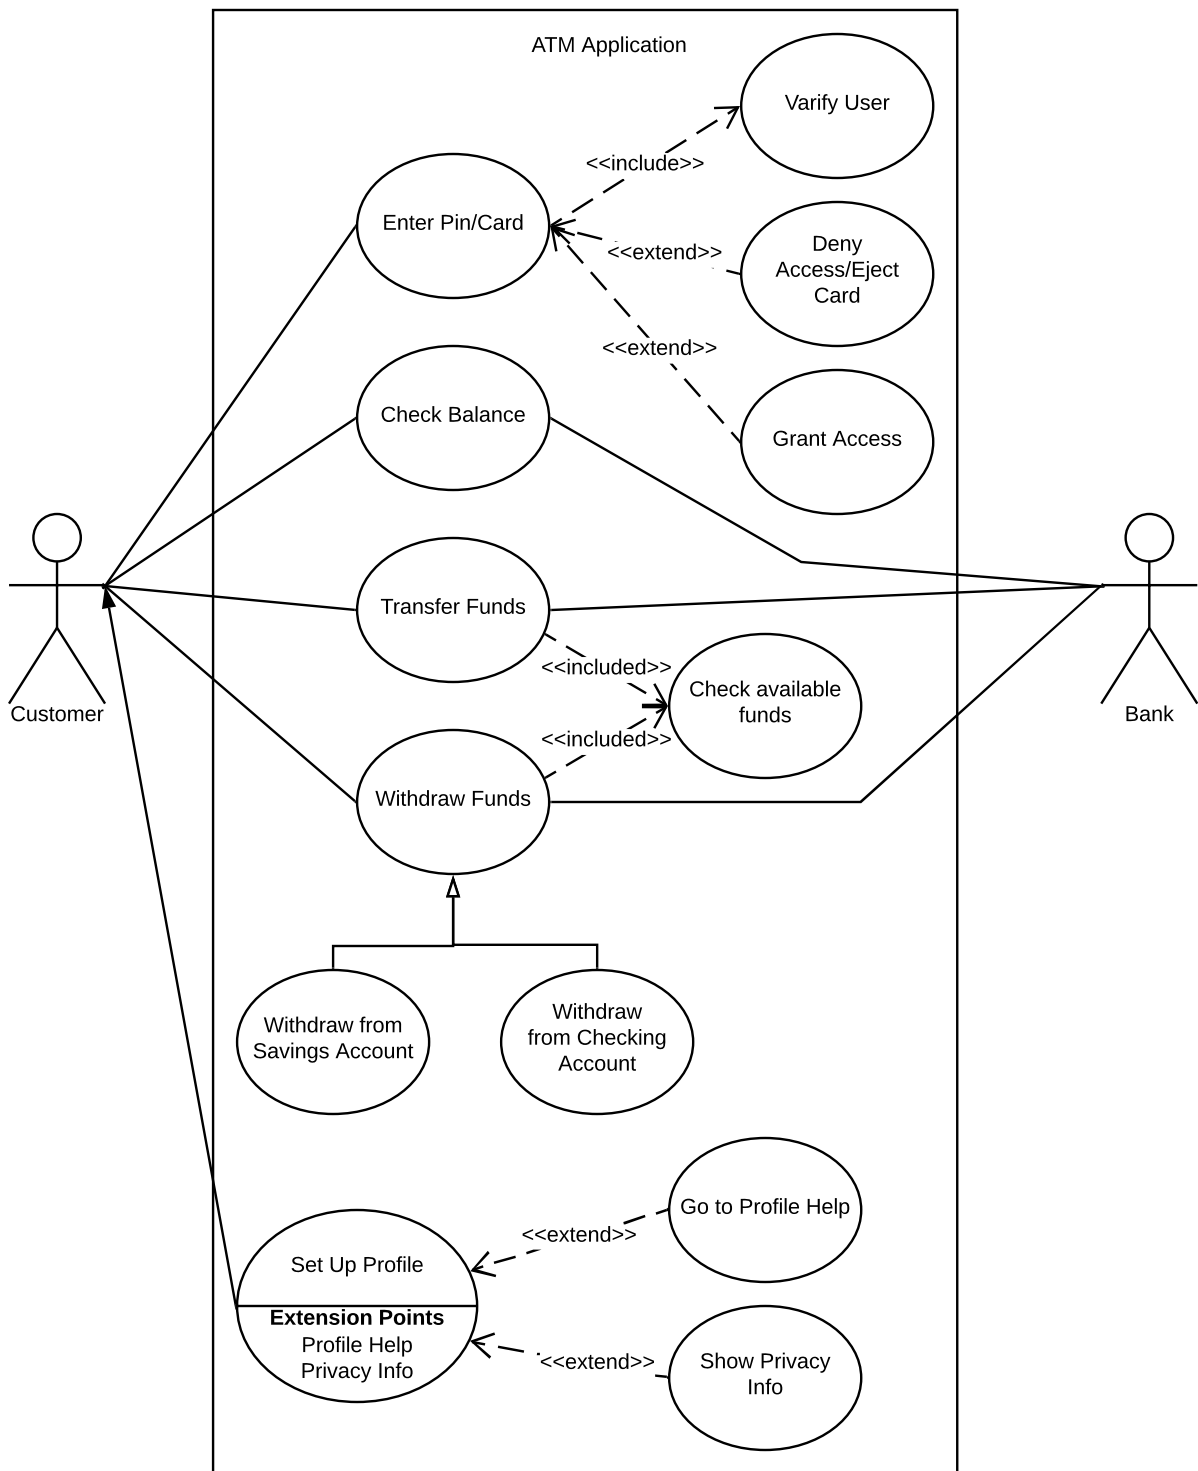 ATM Application
Varify User
<<include>>
Enter Pin/Card
Deny
Access/Eject
Card
<<extend>>
<<extend>>
Check Balance
Grant Access
Transfer Funds
<<included>>
Check available
funds
Customer
Bank
<<included>>
Withdraw Funds
Withdraw from
Savings Account
Withdraw
from Checking
Account
Go to Profile Help
<<extend>>
Set Up Profile
Extension Points
Profile Help
Privacy Info
<<extend>>
Show Privacy
Info